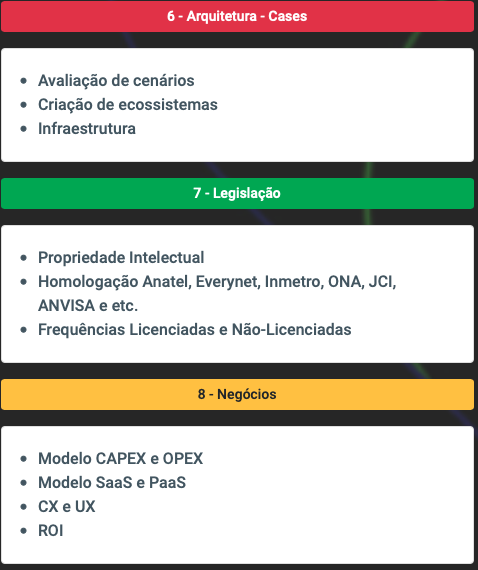 6 - Arquitetura - Cases
• Avaliação de cenários
• Criação de ecossistemas
• Infraestrutura
7 - Legislação
• Propriedade Intelectual
• Homologação Anatel, Everynet, Inmetro, ONA, JCI,
ANVISA e etc.
• Frequências Licenciadas e Não-Licenciadas
8 - Negócios
• Modelo CAPEX e OPEX
• Modelo SaaS e PaaS
• CX e UX
• ROI